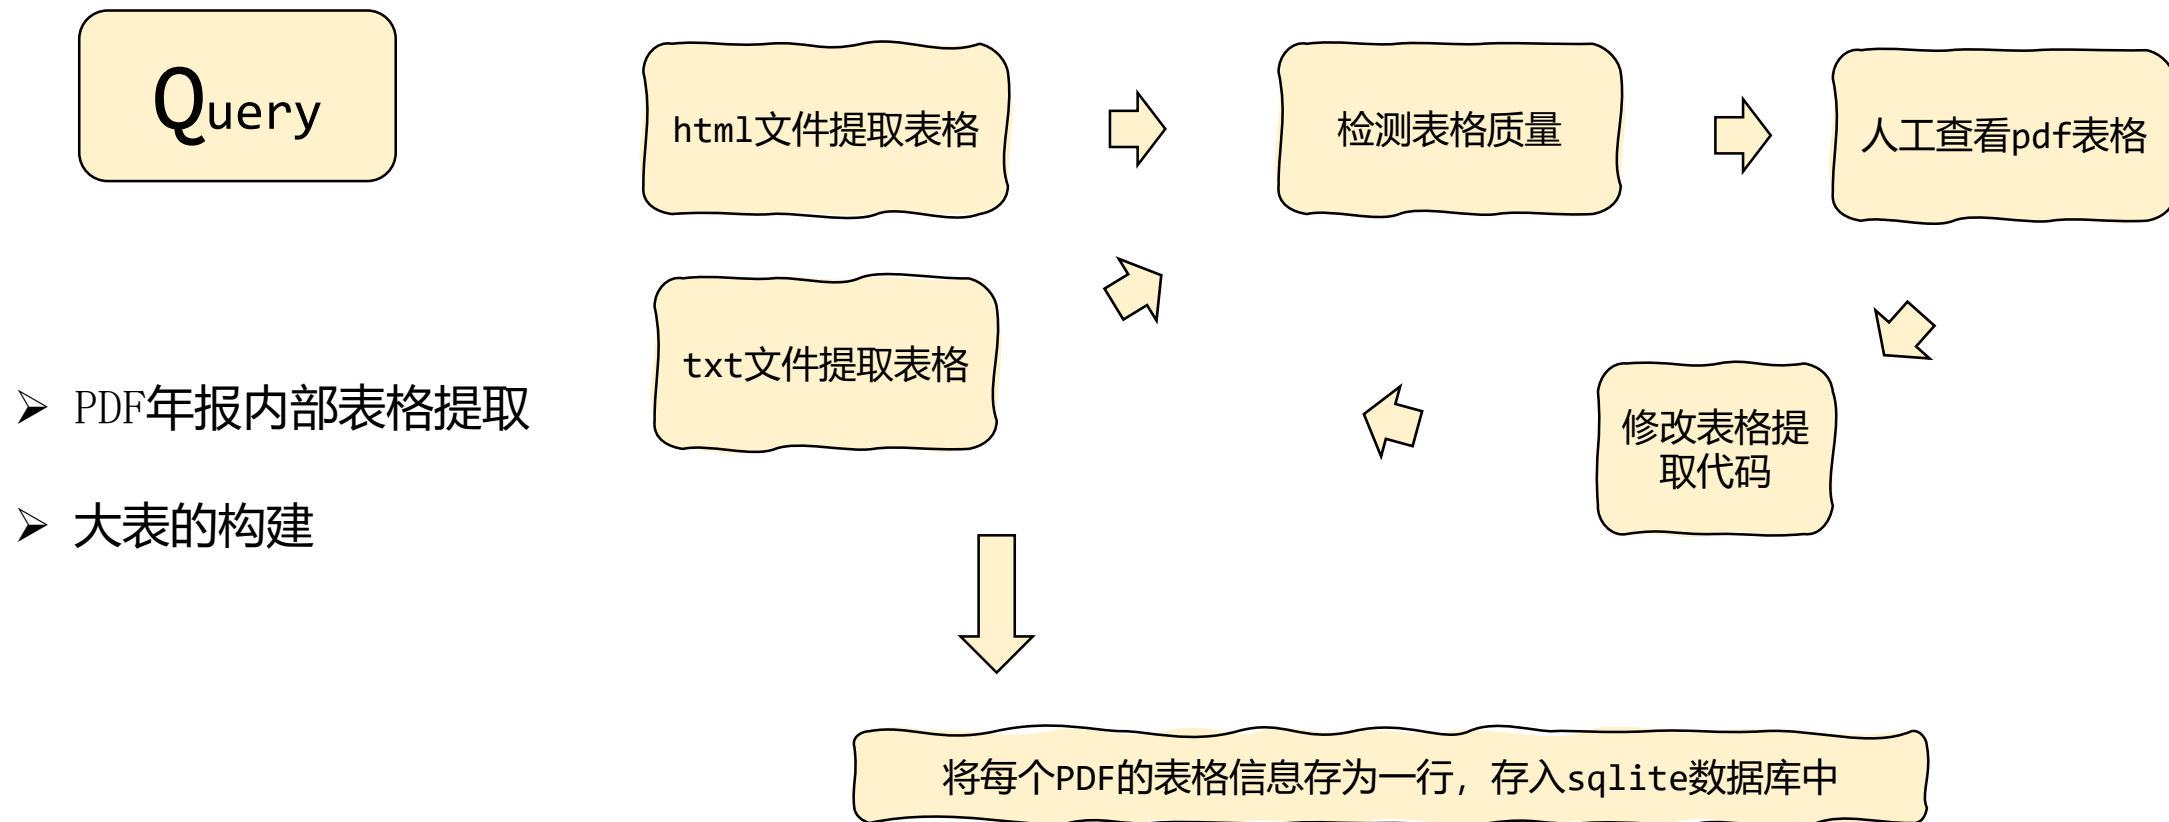 Query
html文件提取表格
检测表格质量
人工查看pdf表格
txt文件提取表格
PDF年报内部表格提取
修改表格提
取代码
大表的构建
将每个PDF的表格信息存为一行，存入sqlite数据库中